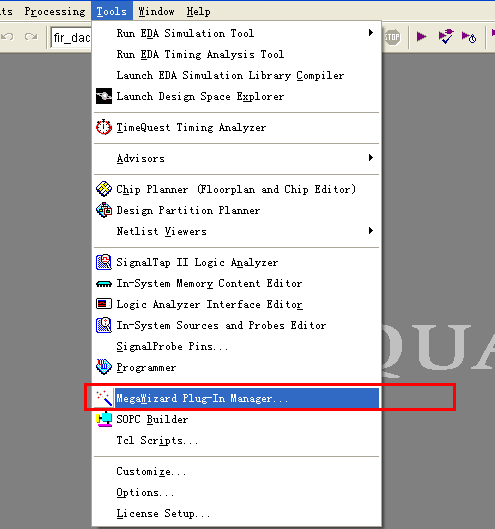 Processing Tools Window Help
fir_dac
STOP
Run EDA Simulation Tool
Run EDA Timing Analysis Tool
Launch EDA Simulation Library Compiler
Launch Design Space Explorer
TimeQuest Timing Analyzer
Advisors
Chip Planner (Floorplan and Chip Editor)
Design Partition Planner
Netlist Viewers
SignalTap II Logic Analyzer
In-System Memory Content Editor
Logic Analyzer Interface Editor
In-System Sources and Probes Editor
SignalProbe Pins...
Programmer
QUA
MegaWizard Plug-In Manager...
SOPC Builder
Tcl Scripts...
Customize...
Options...
License Setup...